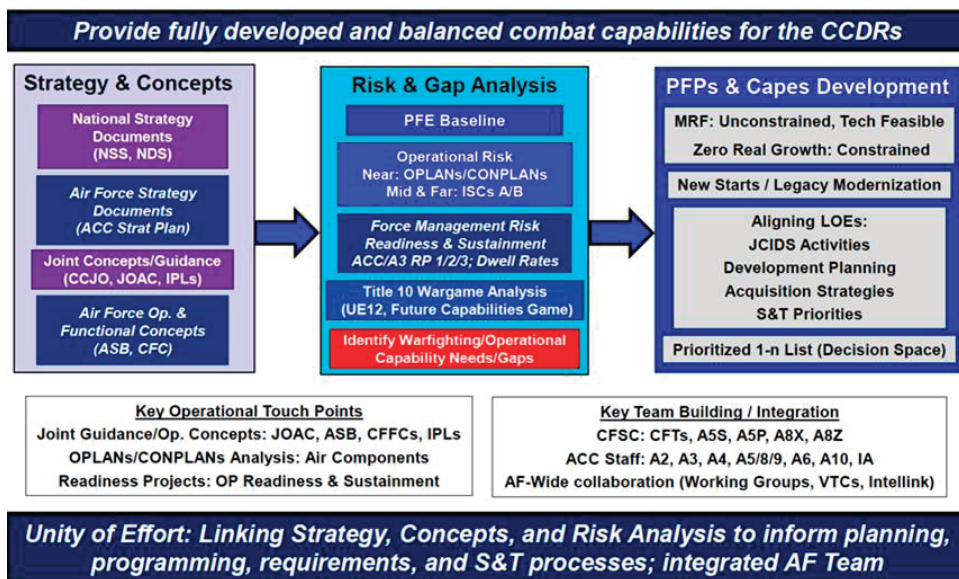 Provide fully developed and balanced combat capabilities for the CCDRs
Strategy & Concepts
National Strategy
Documents
(NSS, NDS)
Air Force Strategy
Documents
(ACC Strat Plan)
Joint Concepts/Guidance
(CCJO, JOAC, IPLs)
Air Force Op. &
Functional Concepts
(ASB, CFC)
Risk & Gap Analysis
PFE Baseline
Operational Risk
Near: OPLANs/CONPLANs
Mid & Far: ISCs A/B
Force Management Risk
Readiness & Sustainment
ACC/A3 RP 1/2/3; Dwell Rates
Title 10 Wargame Analysis
(UE12, Future Capabilities Game)
Identify Warfighting/Operational
Capability Needs/Gaps
PFPs & Capes Development
MRF: Unconstrained, Tech Feasible
Zero Real Growth: Constrained
New Starts / Legacy Modernization
Aligning LOEs:
JCIDS Activities
Development Planning
Acquisition Strategies
S&T Priorities
Prioritized 1-n List (Decision Space)
Key Operational Touch Points
Joint Guidance/Op. Concepts: JOAC, ASB, CFFCs, IPLs
OPLANs/CONPLANs Analysis: Air Components
Readiness Projects: OP Readiness & Sustainment
Key Team Building / Integration
CFSC: CFTs, A5S, A5P, A8X, A8Z
ACC Staff: A2, A3, A4, A5/8/9, A6, A10, IA
AF-Wide collaboration (Working Groups, VTCs, Intellink)
Unity of Effort: Linking Strategy, Concepts, and Risk Analysis to inform planning,
programming, requirements, and S&T processes; integrated AF Team